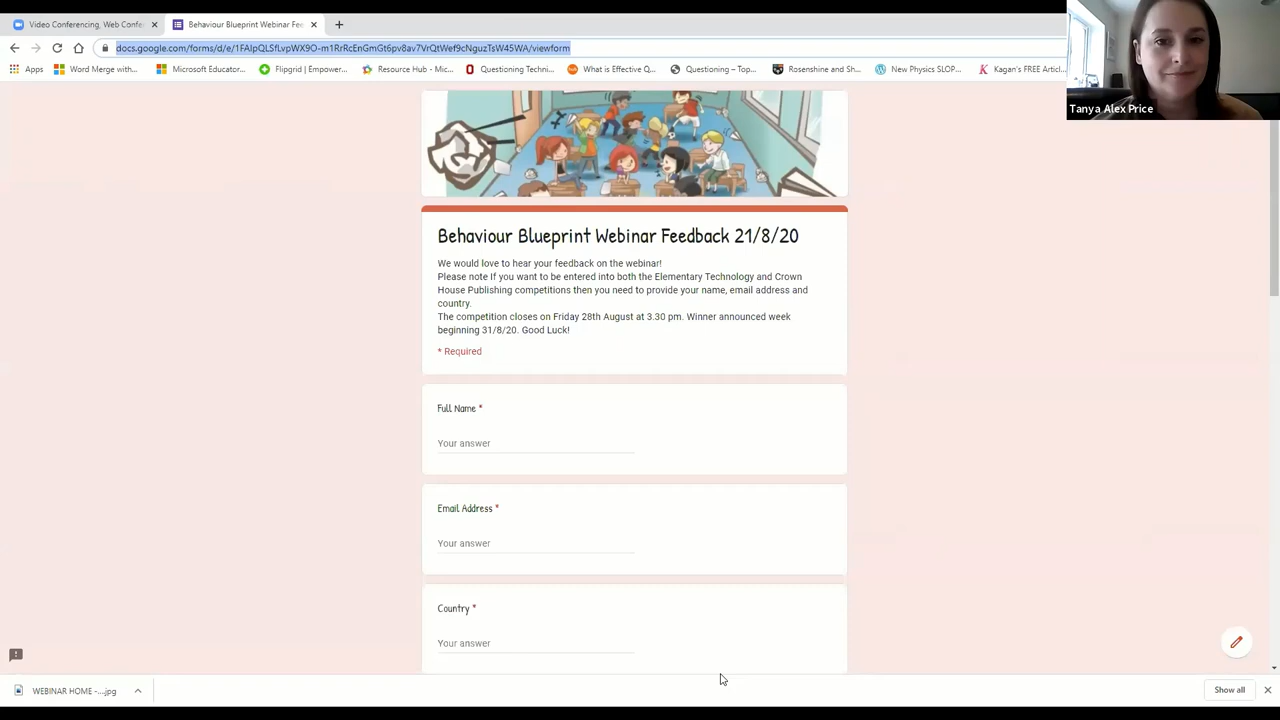 Video Conferencing, Web Confe
Behaviour Blueprint Webinar Fee
docs.google.com/forms/d/e/1FAIpQLSfLvpWX9O-m1RrRcEnGmGt6pv8av7VrQtWef9cNguzTsW45WA/viewform
Apps
Word Merge with...
Microsoft Educator...
Flipgrid | Empower...
Resource Hub - Mic...
Questioning Techni...
What is Effective Q...
Questioning – Top...
Rosenshine and Sh...
New Physics SLOP...
Kagan's FREE Articl...
Tanya Alex Price
Behaviour Blueprint Webinar Feedback 21/8/20
We would love to hear your feedback on the webinar!
Please note If you want to be entered into both the Elementary Technology and Crown
House Publishing competitions then you need to provide your name, email address and
country.
The competition closes on Friday 28th August at 3.30 pm. Winner announced week
beginning 31/8/20. Good Luck!
* Required
Full Name *
Your answer
Email Address *
Your answer
Country *
Your answer
WEBINAR HOME -....jpg
Show all